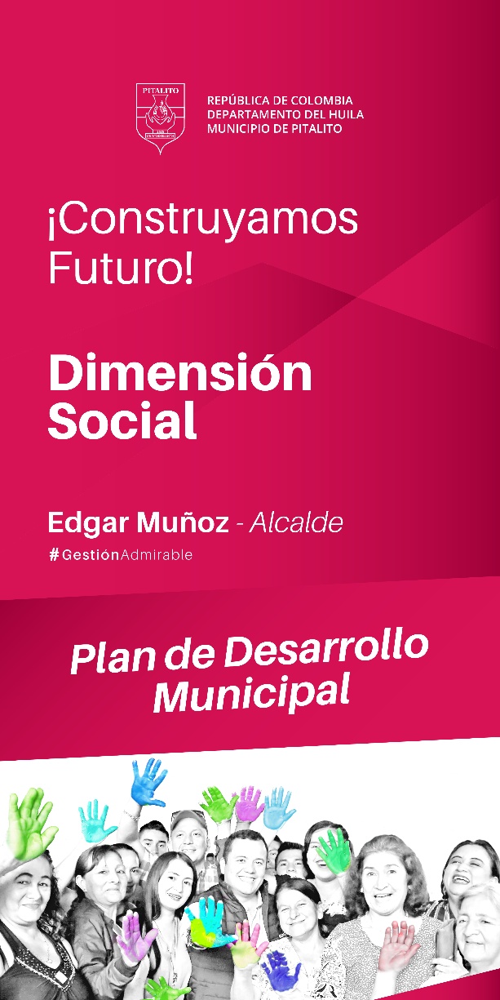 PITALITO
REPÚBLICA DE COLOMBIA
DEPARTAMENTO DEL HUILA
MUNICIPIO DE PITALITO
¡Construyamos
Futuro!
Dimensión
Social
Edgar Muñoz - Alcalde
#GestiónAdmirable
Plan de Desarrollo
Municipal